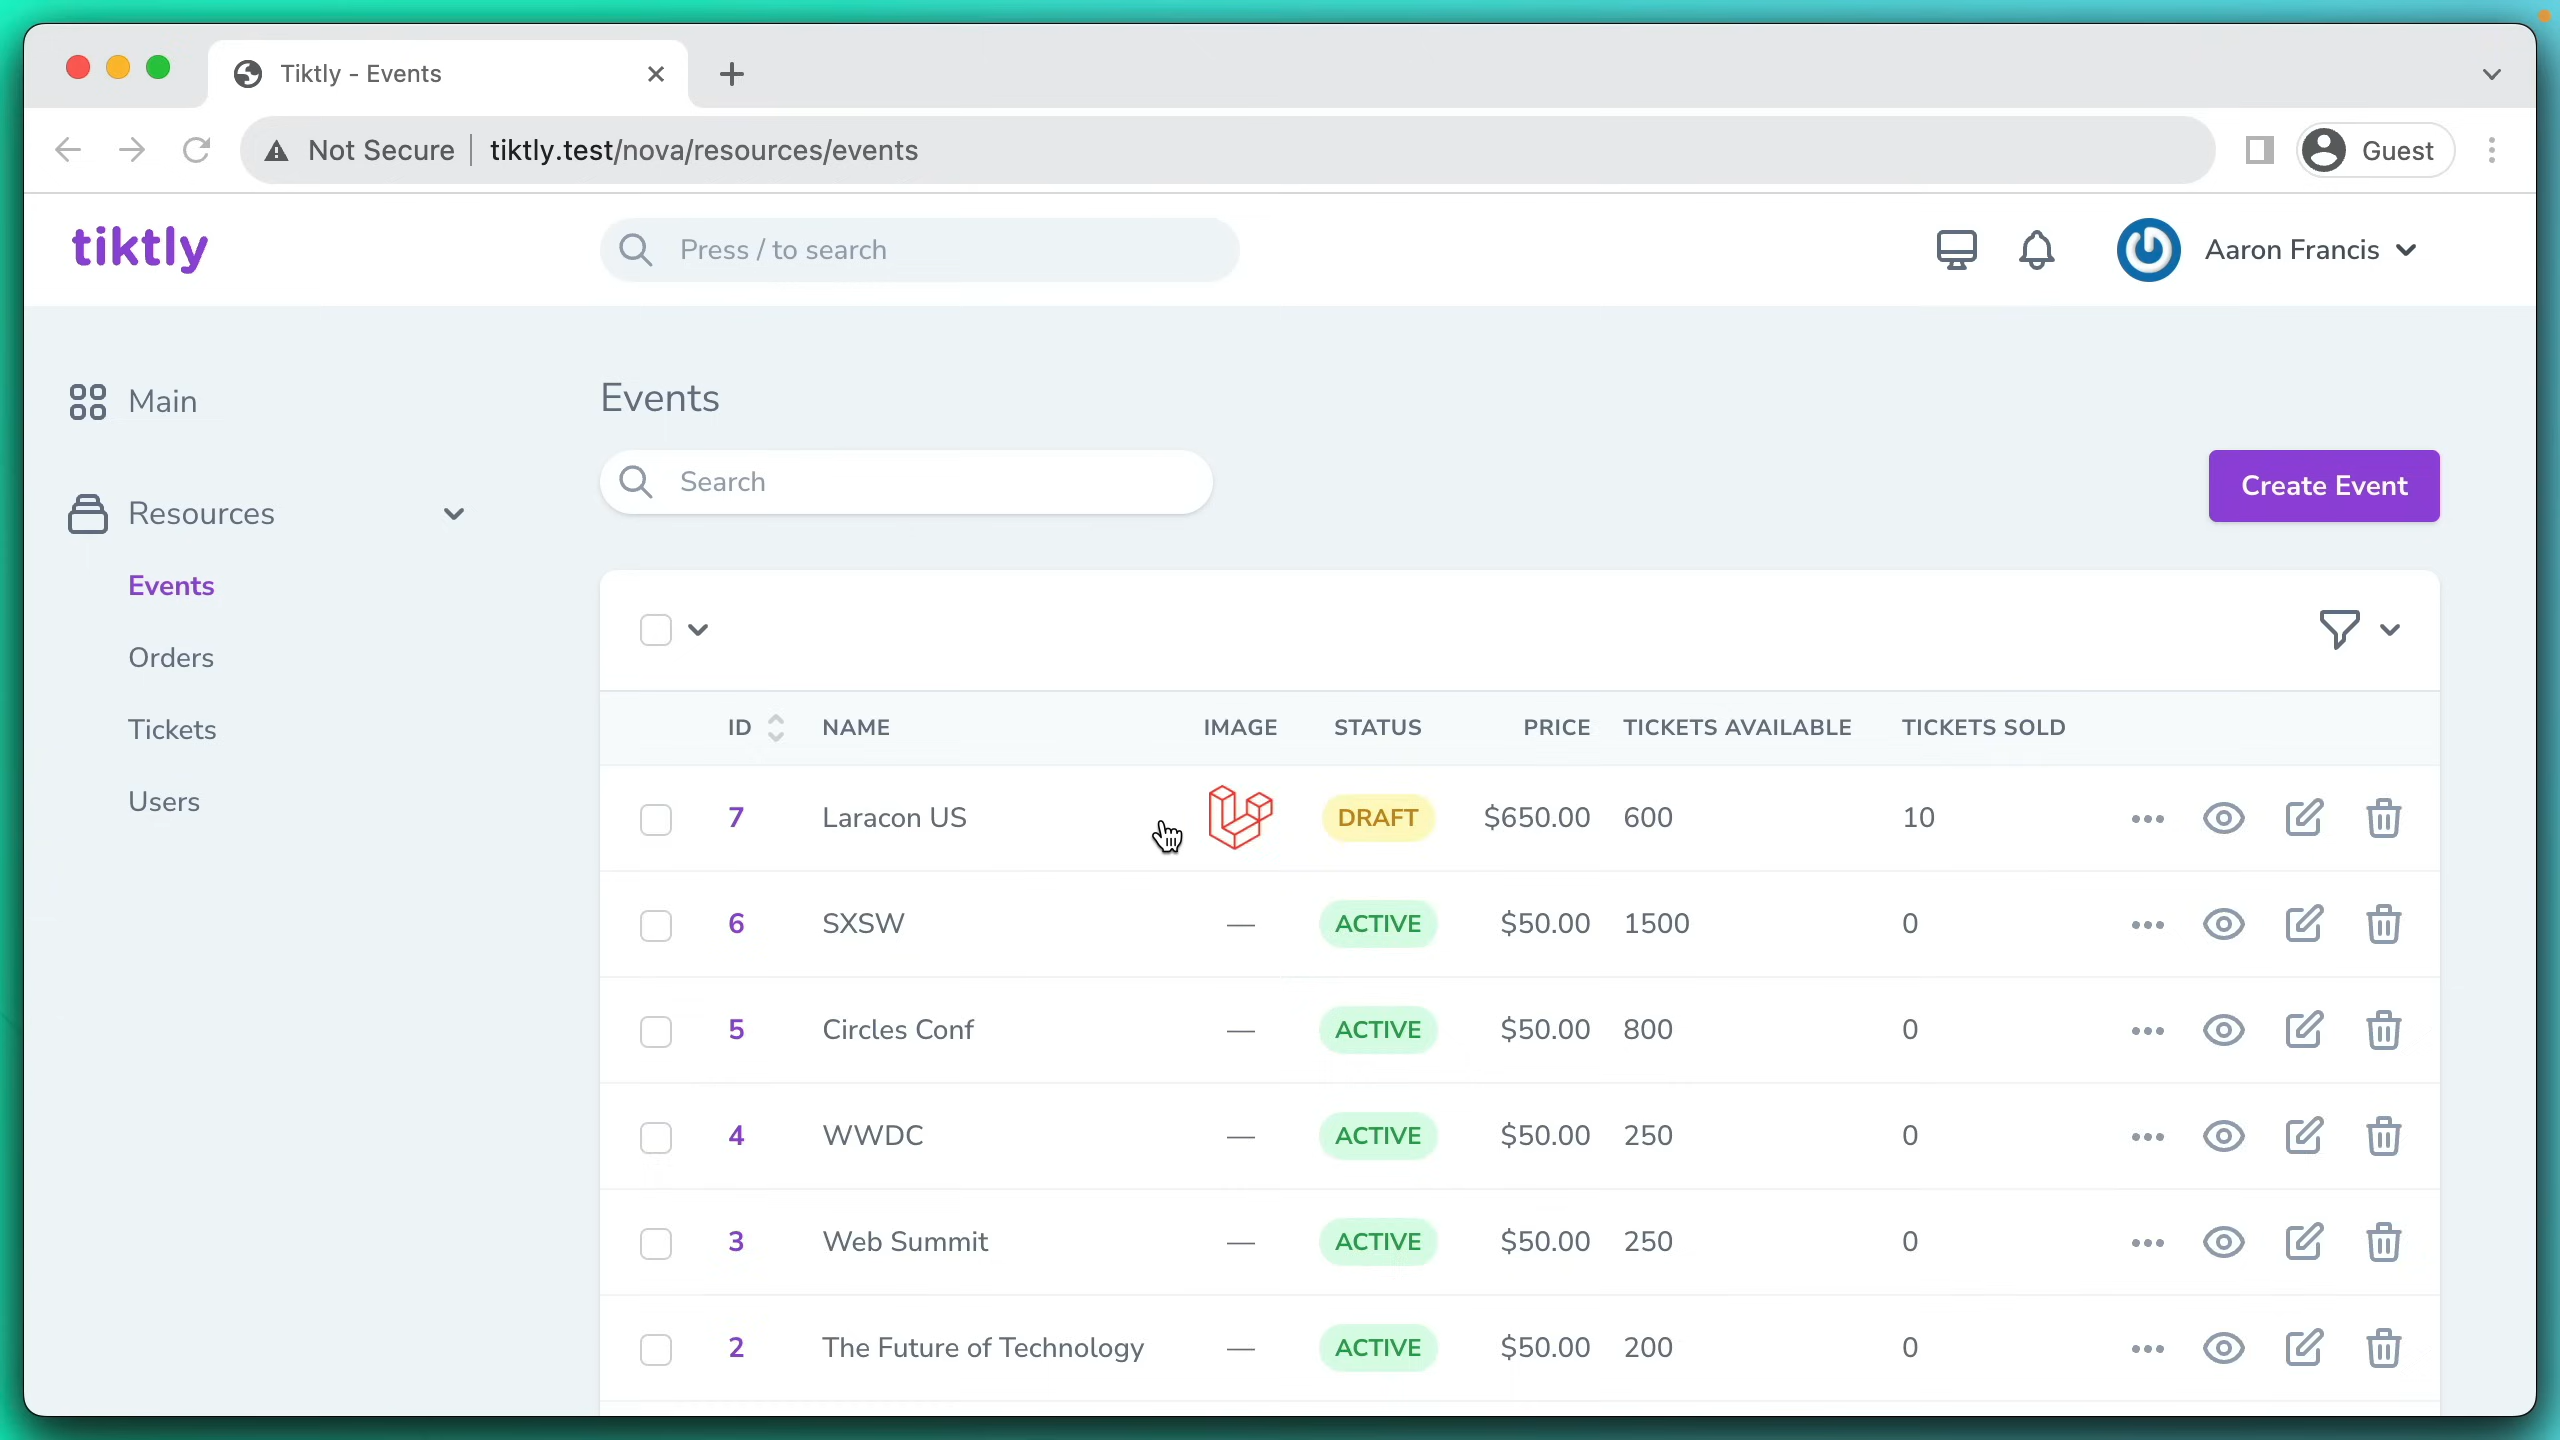 Tiktly - Events
Not Secure tiktly.test/nova/resources/events Guest
tiktly Press / to search Aaron Francis
Main
Events
Search
Create Event
Resources
Events
Orders
Tickets
Users
ID NAME IMAGE STATUS PRICE TICKETS AVAILABLE TICKETS SOLD
7 Laracon US DRAFT $650.00 600 10
6 SXSW — ACTIVE $50.00 1500 0
5 Circles Conf — ACTIVE $50.00 800 0
4 WWDC — ACTIVE $50.00 250 0
3 Web Summit — ACTIVE $50.00 250 0
2 The Future of Technology — ACTIVE $50.00 200 0